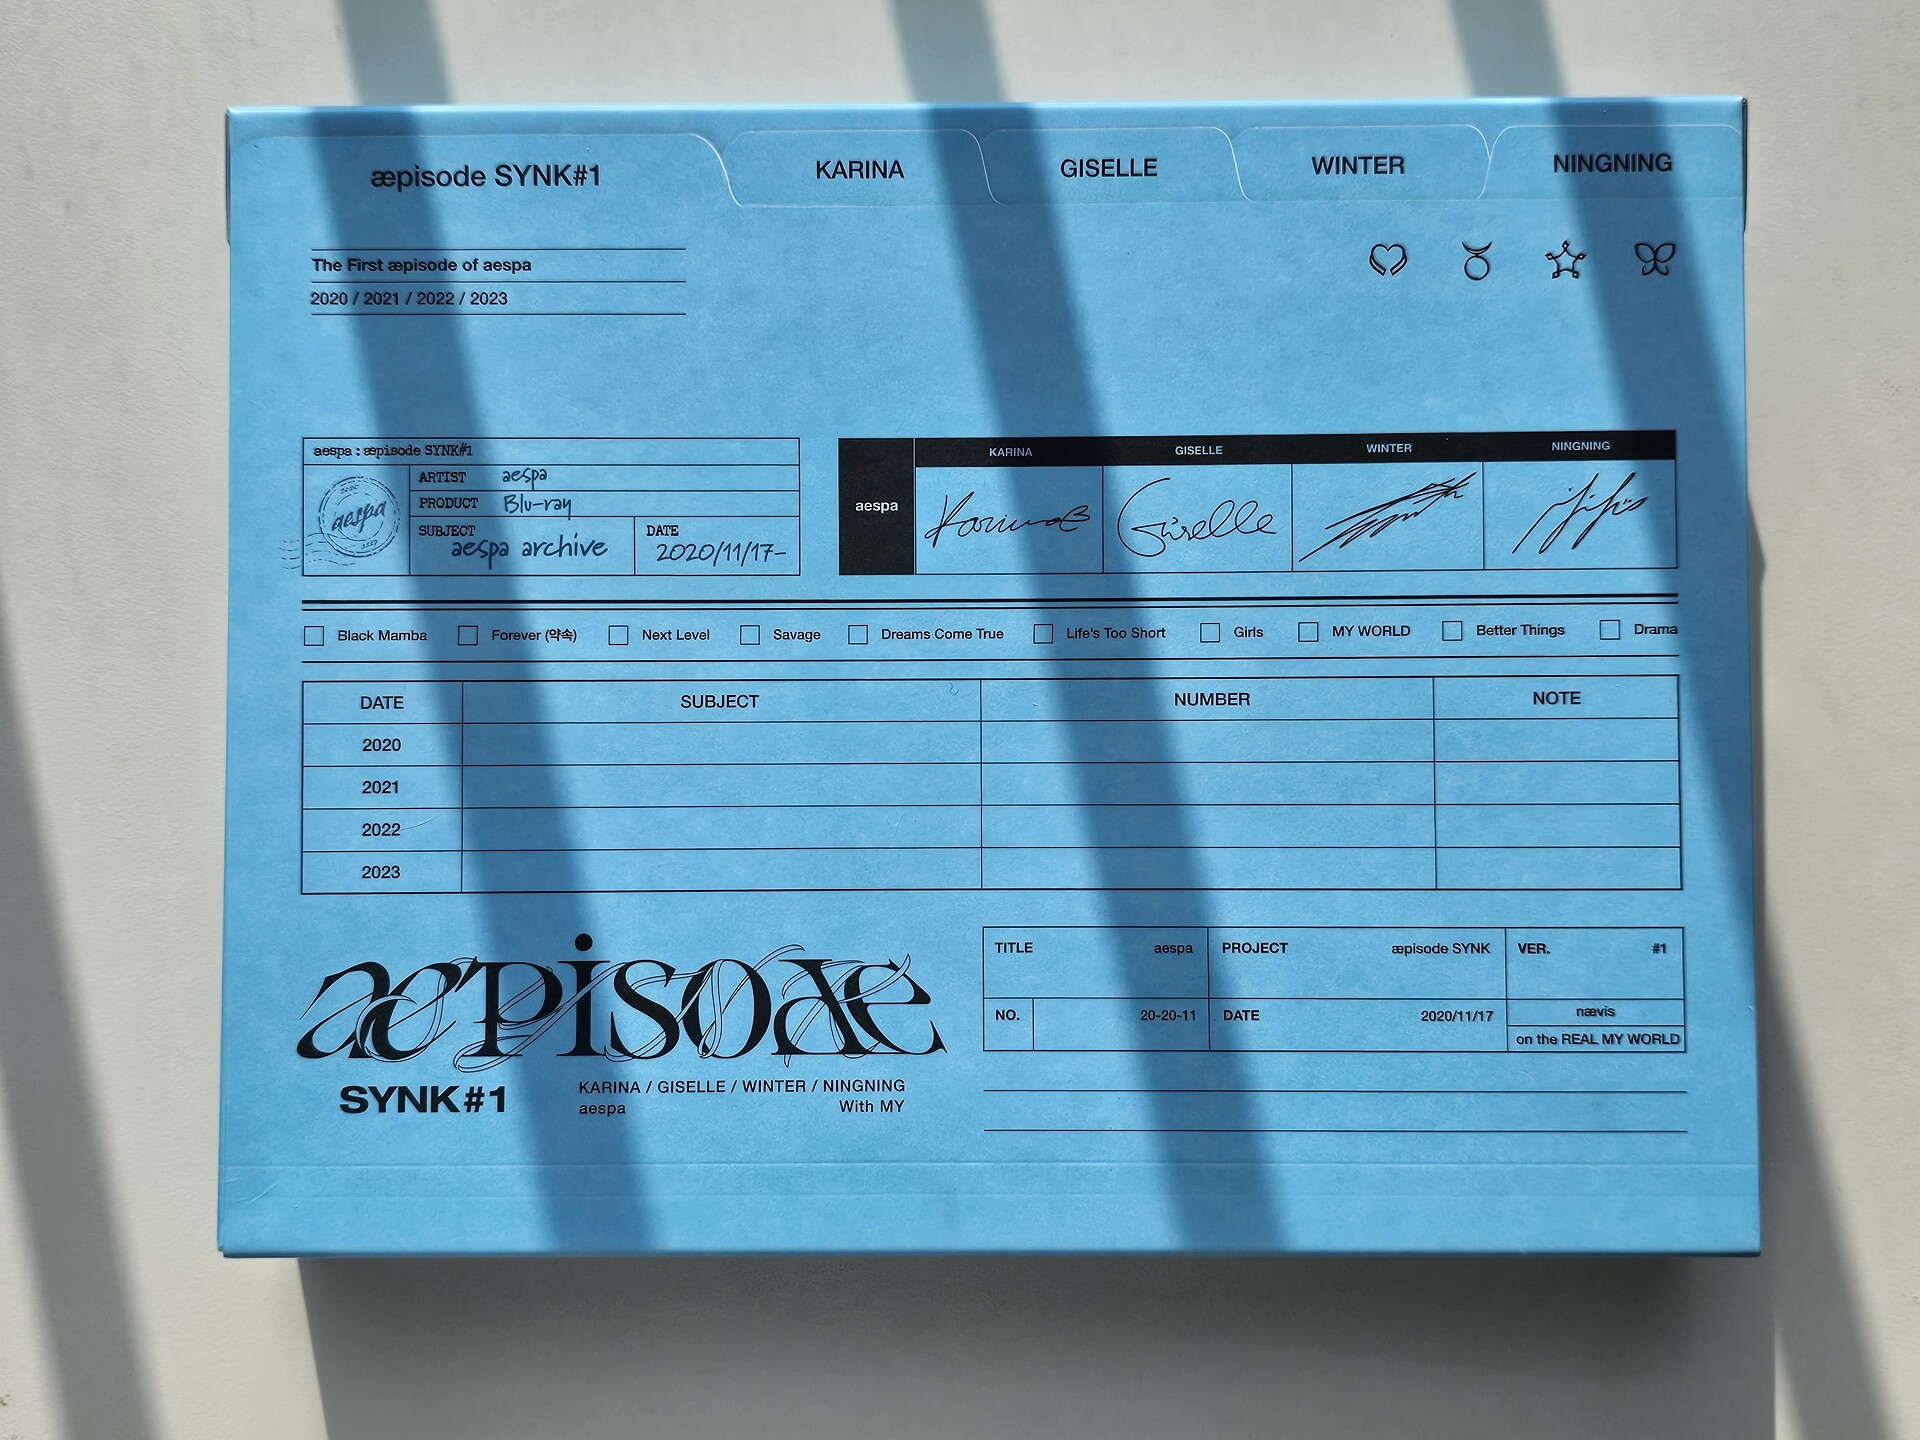 æpisode SYNK#1 KARINA GISELLE WINTER NINGNING
The First æpisode of aespa
2020 / 2021 / 2022 / 2023
aespa : æpisode SYNK#1
ARTIST aespa
PRODUCT Blu-ray
SUBJECT aespa archive
DATE 2020/11/17-
2020
aespa
aespa
KARINA GISELLE WINTER NINGNING
Karina Giselle
Black Mamba Forever (약속) Next Level Savage Dreams Come True Life's Too Short Girls MY WORLD Better Things Drama
DATE SUBJECT NUMBER NOTE
2020
2021
2022
2023
æpisode
SYNK#1
KARINA / GISELLE / WINTER / NINGNING
aespa With MY
TITLE aespa PROJECT æpisode SYNK VER. #1
NO. 20-20-11 DATE 2020/11/17
nævis
on the REAL MY WORLD